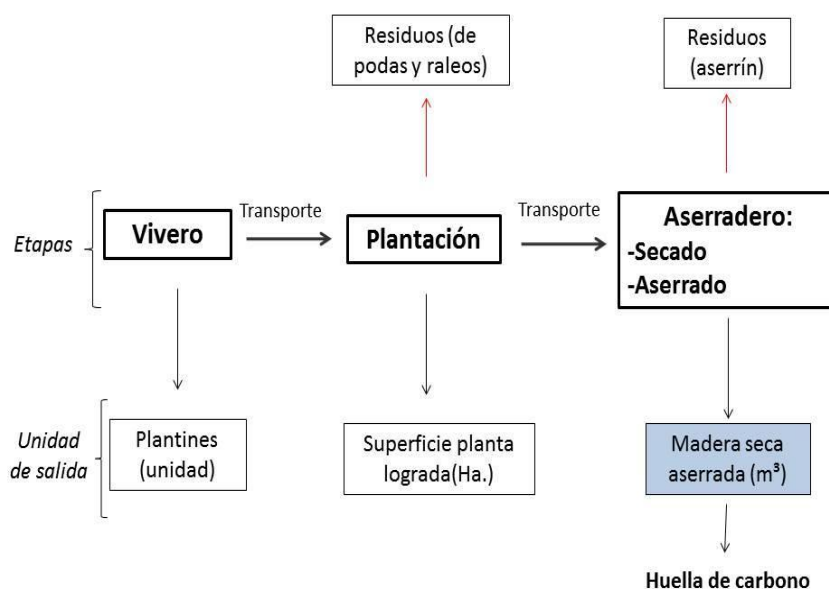 Residuos (de
podas y raleos)
Residuos
(aserrín)
Etapas
Vivero
Transporte
Plantación
Transporte
Aserradero:
-Secado
-Aserrado
Unidad
de salida
Plantines
(unidad)
Superficie planta
lograda(Ha.)
Madera seca
aserrada (m³)
Huella de carbono